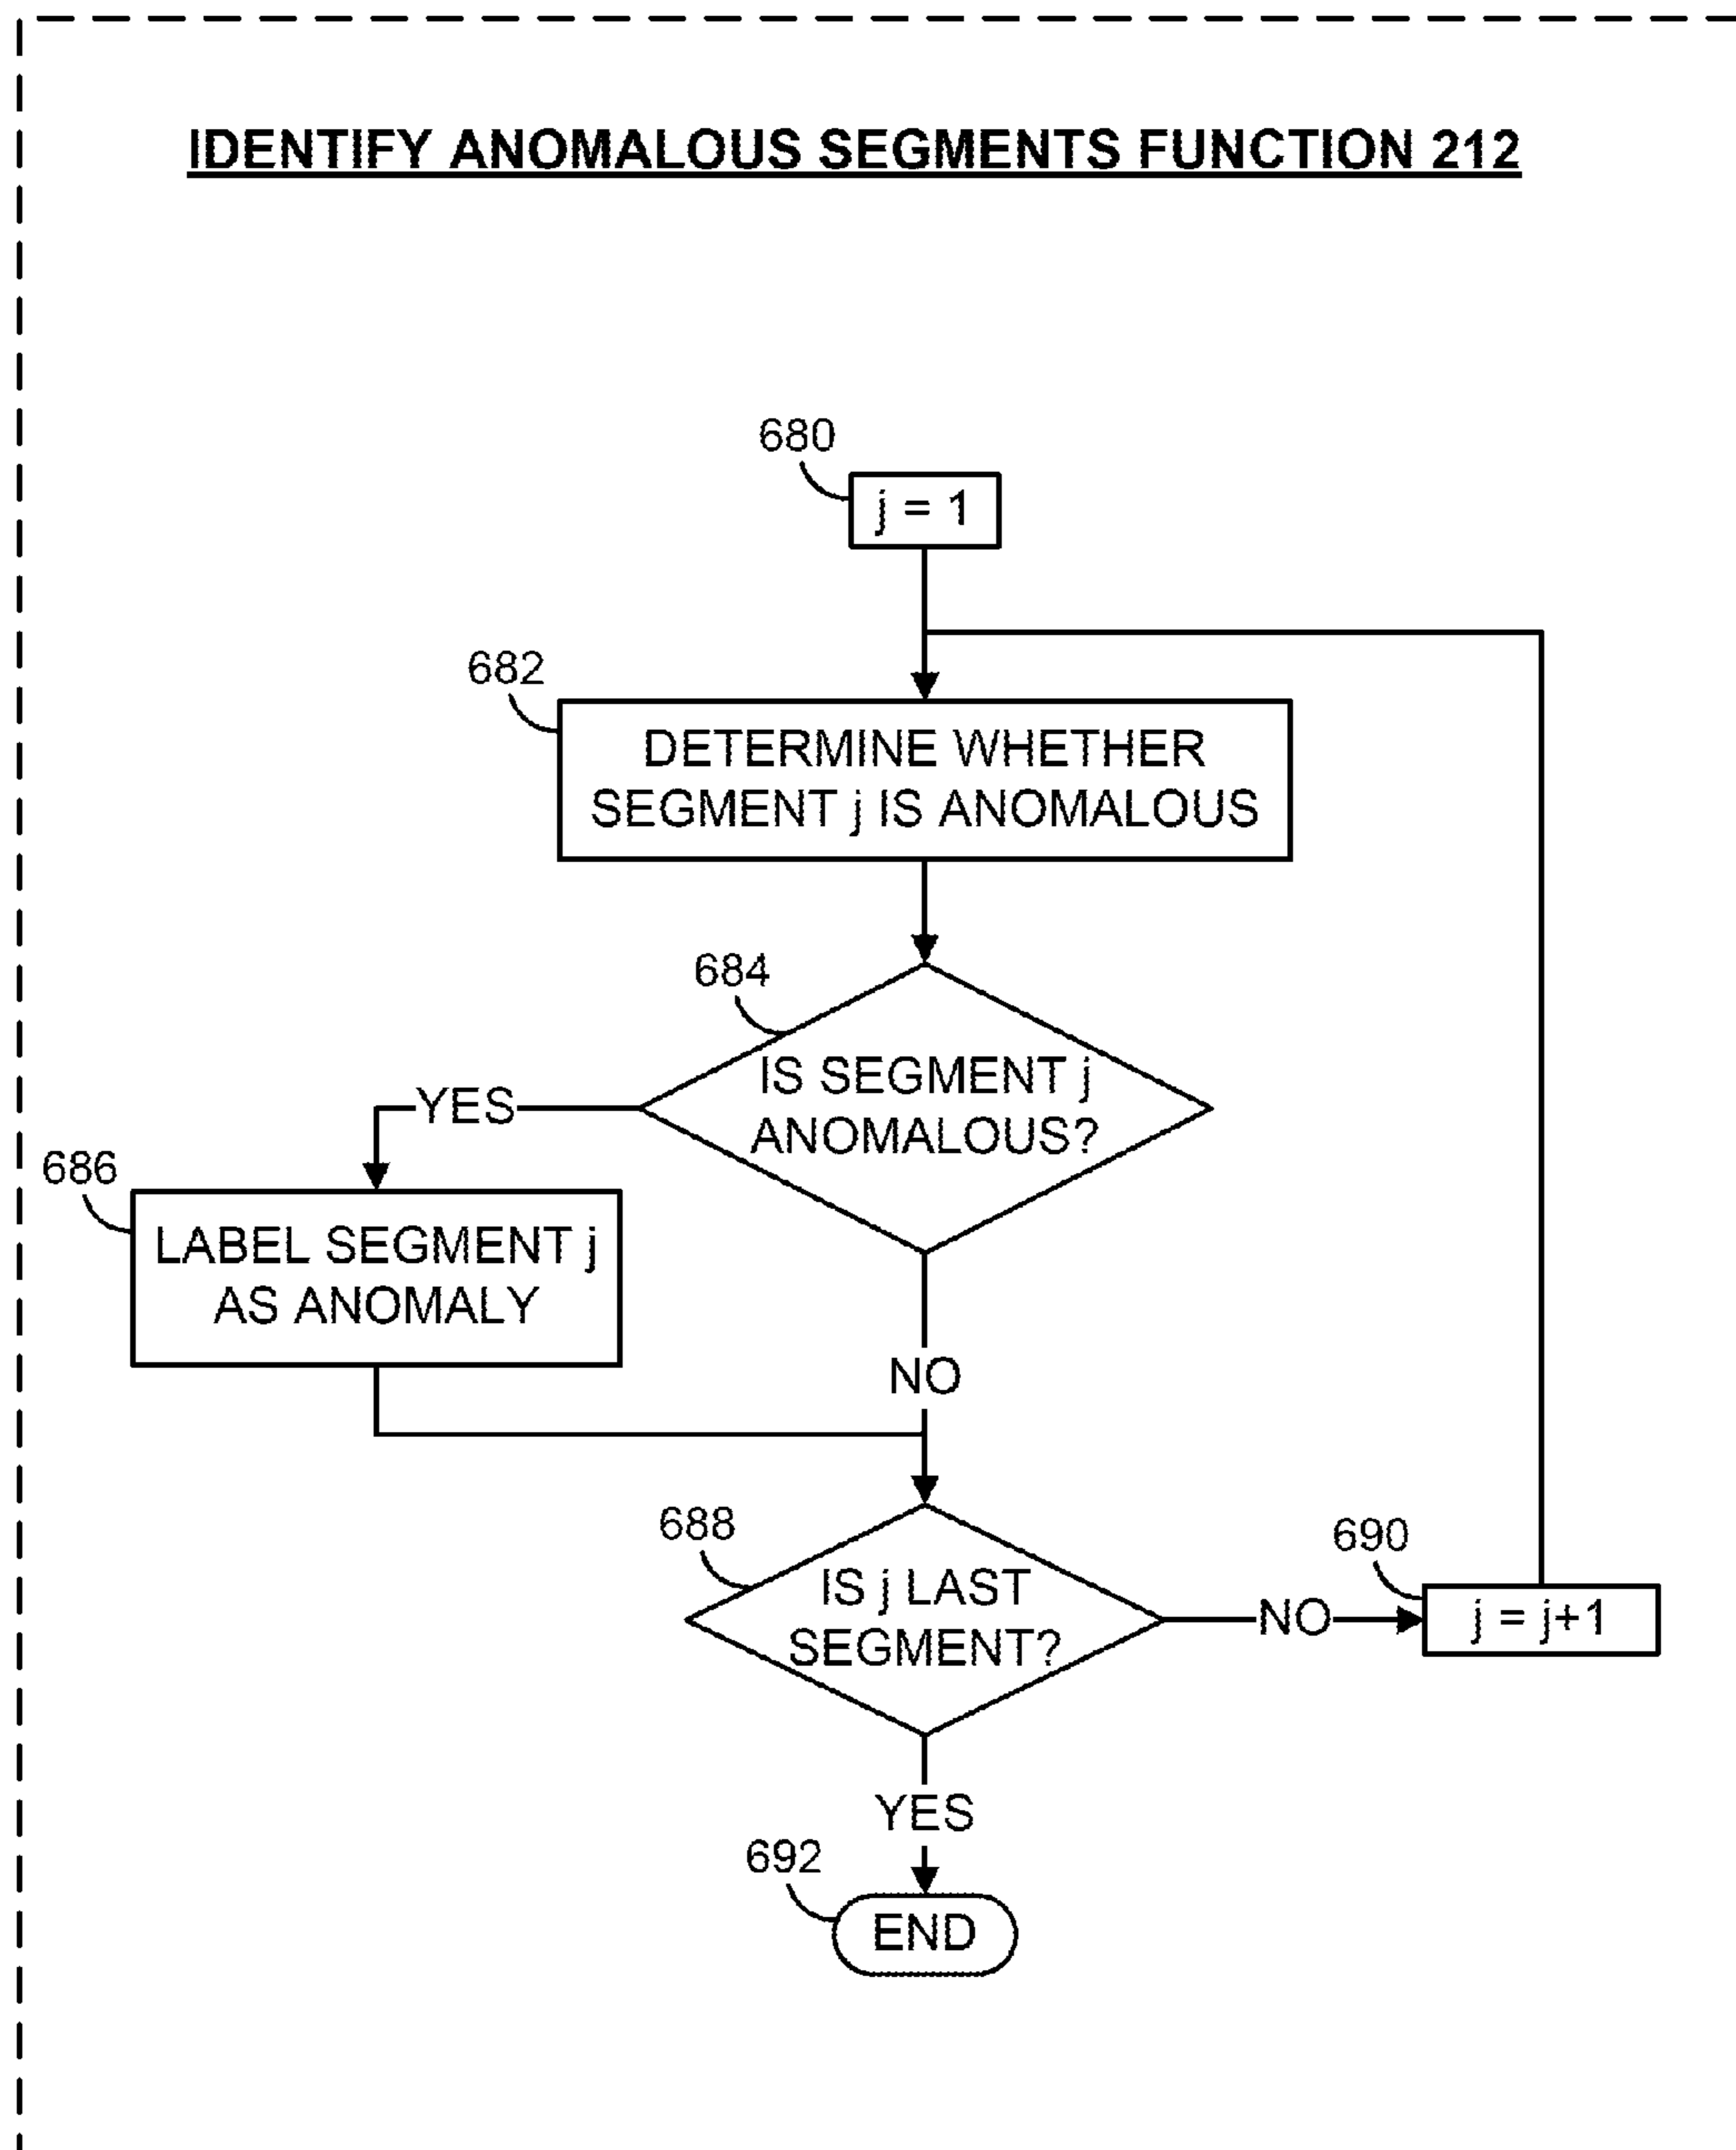 IDENTIFY ANOMALOUS SEGMENTS FUNCTION 212
680
j = 1
682
DETERMINE WHETHER
SEGMENT j IS ANOMALOUS
684
IS SEGMENT j
ANOMALOUS?
YES
686
LABEL SEGMENT j
AS ANOMALY
NO
688
IS j LAST
SEGMENT?
NO
690
j = j+1
YES
692
END